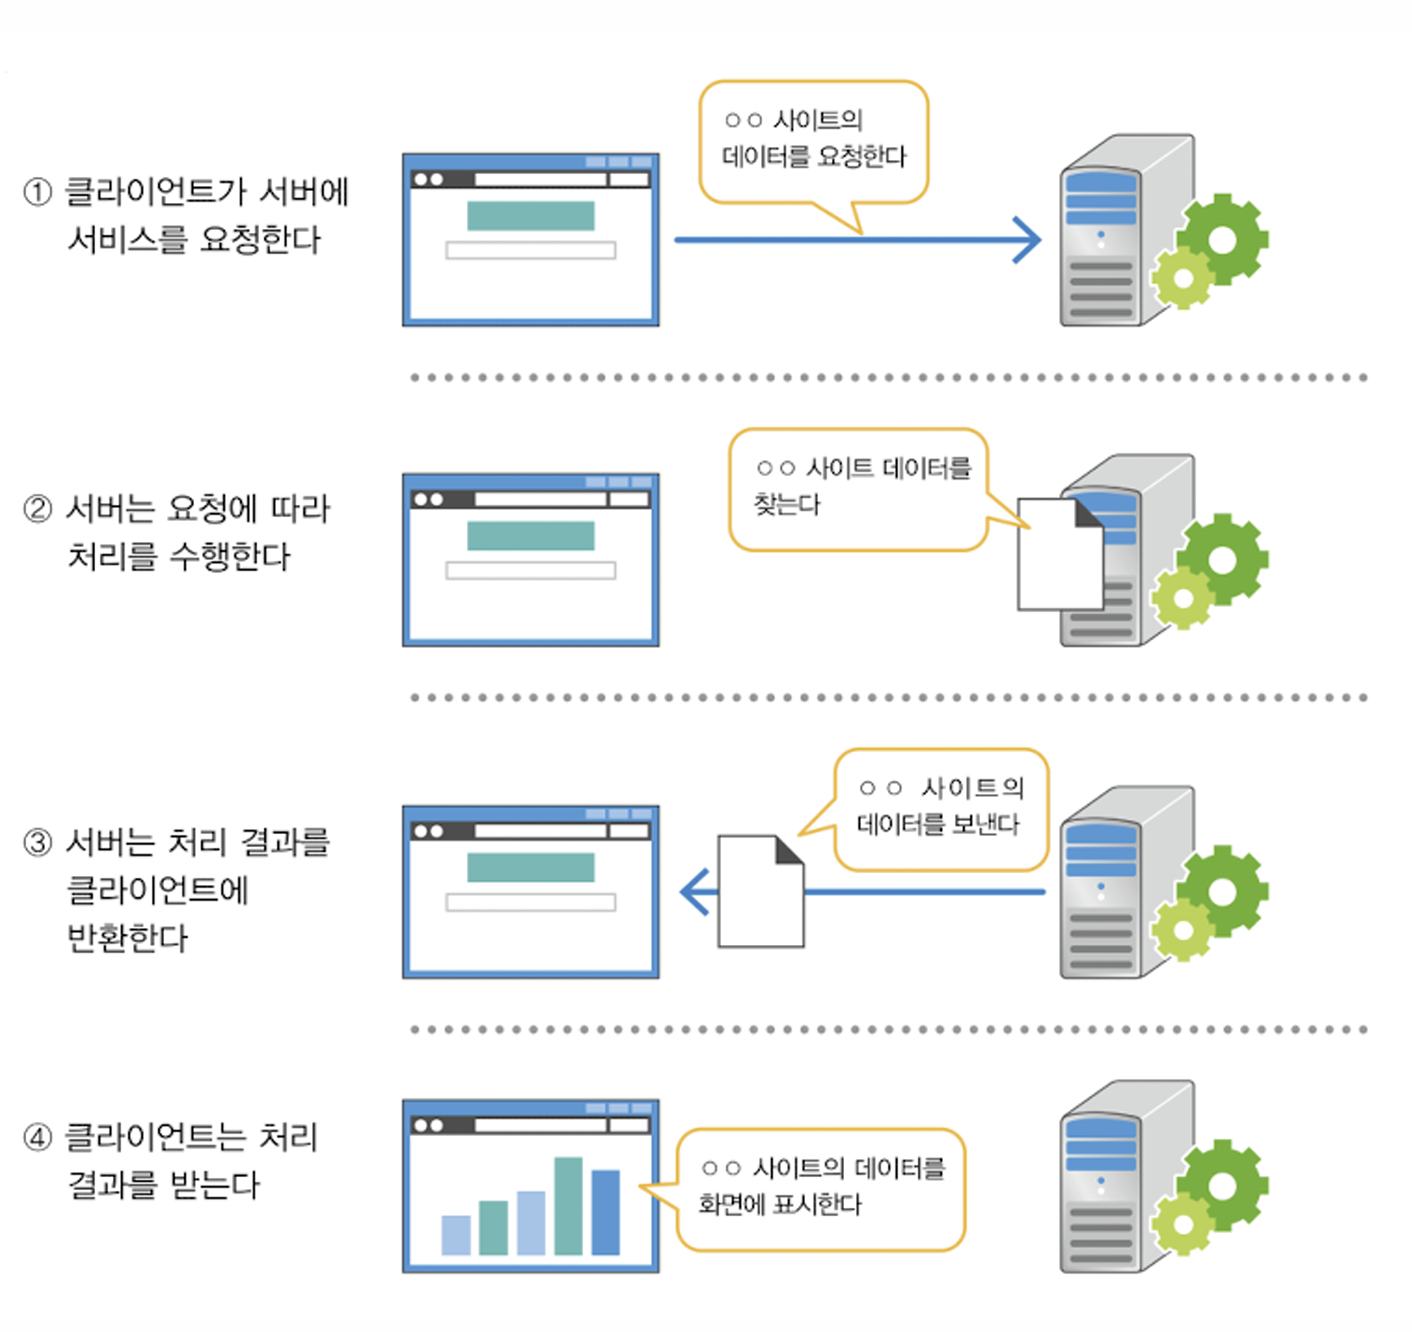 ○○ 사이트의
데이터를 요청한다
① 클라이언트가 서버에
서비스를 요청한다
○○ 사이트 데이터를
찾는다
② 서버는 요청에 따라
처리를 수행한다
○○ 사이트의
데이터를 보낸다
③ 서버는 처리 결과를
클라이언트에
반환한다
④ 클라이언트는 처리
결과를 받는다
○○ 사이트의 데이터를
화면에 표시한다